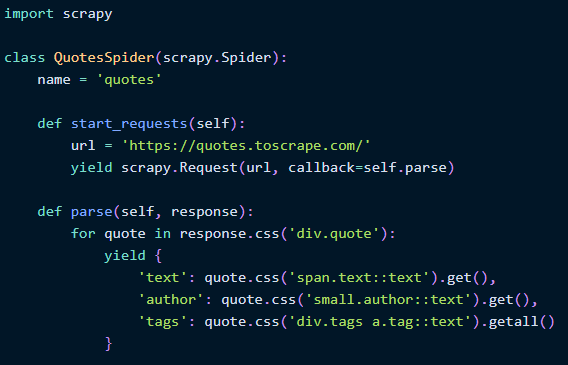 import scrapy

class QuotesSpider(scrapy.Spider):
    name = 'quotes'

    def start_requests(self):
        url = 'https://quotes.toscrape.com/'
        yield scrapy.Request(url, callback=self.parse)

    def parse(self, response):
        for quote in response.css('div.quote'):
            yield {
                'text': quote.css('span.text::text').get(),
                'author': quote.css('small.author::text').get(),
                'tags': quote.css('div.tags a.tag::text').getall()
            }